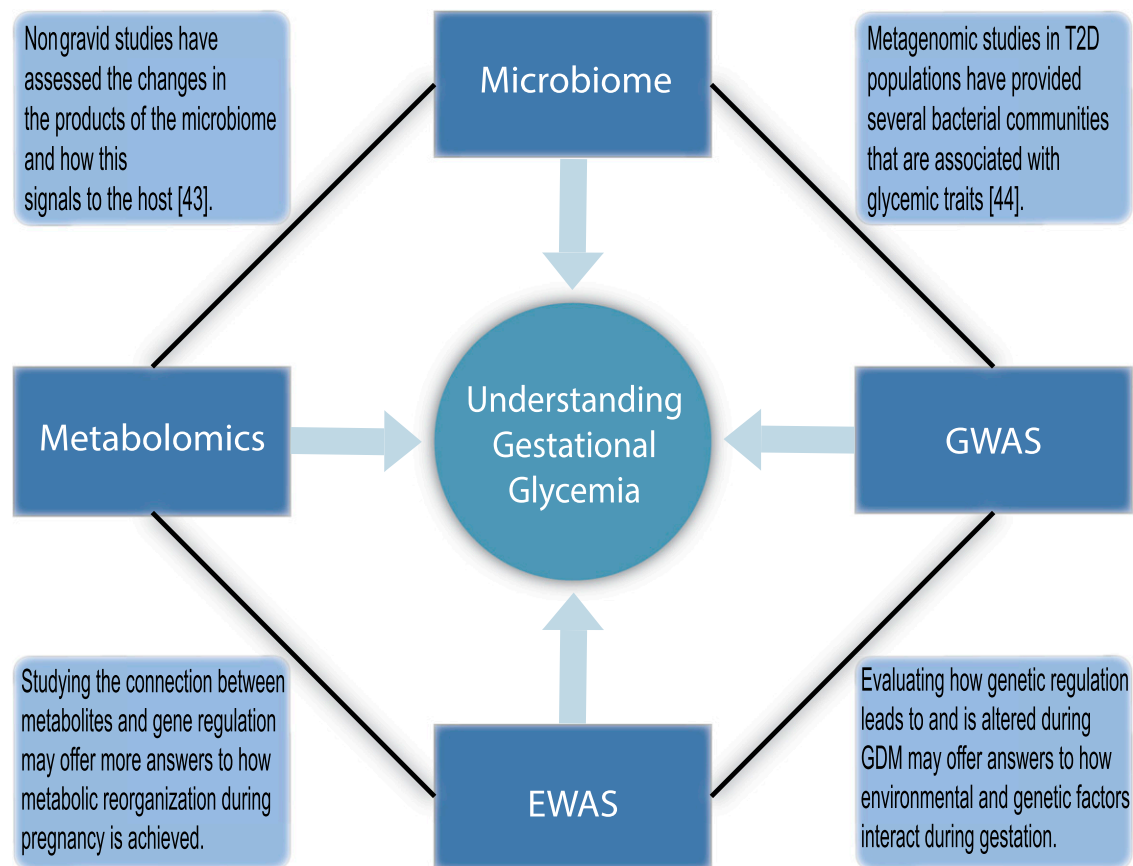 Nongravid studies have
assessed the changes in
the products of the microbiome
and how this
signals to the host [43].
Microbiome
Metagenomic studies in T2D
populations have provided
several bacterial communities
that are associated with
glycemic traits [44].
Metabolomics
Understanding
Gestational
Glycemia
GWAS
Studying the connection between
metabolites and gene regulation
may offer more answers to how
metabolic reorganization during
pregnancy is achieved.
EWAS
Evaluating how genetic regulation
leads to and is altered during
GDM may offer answers to how
environmental and genetic factors
interact during gestation.